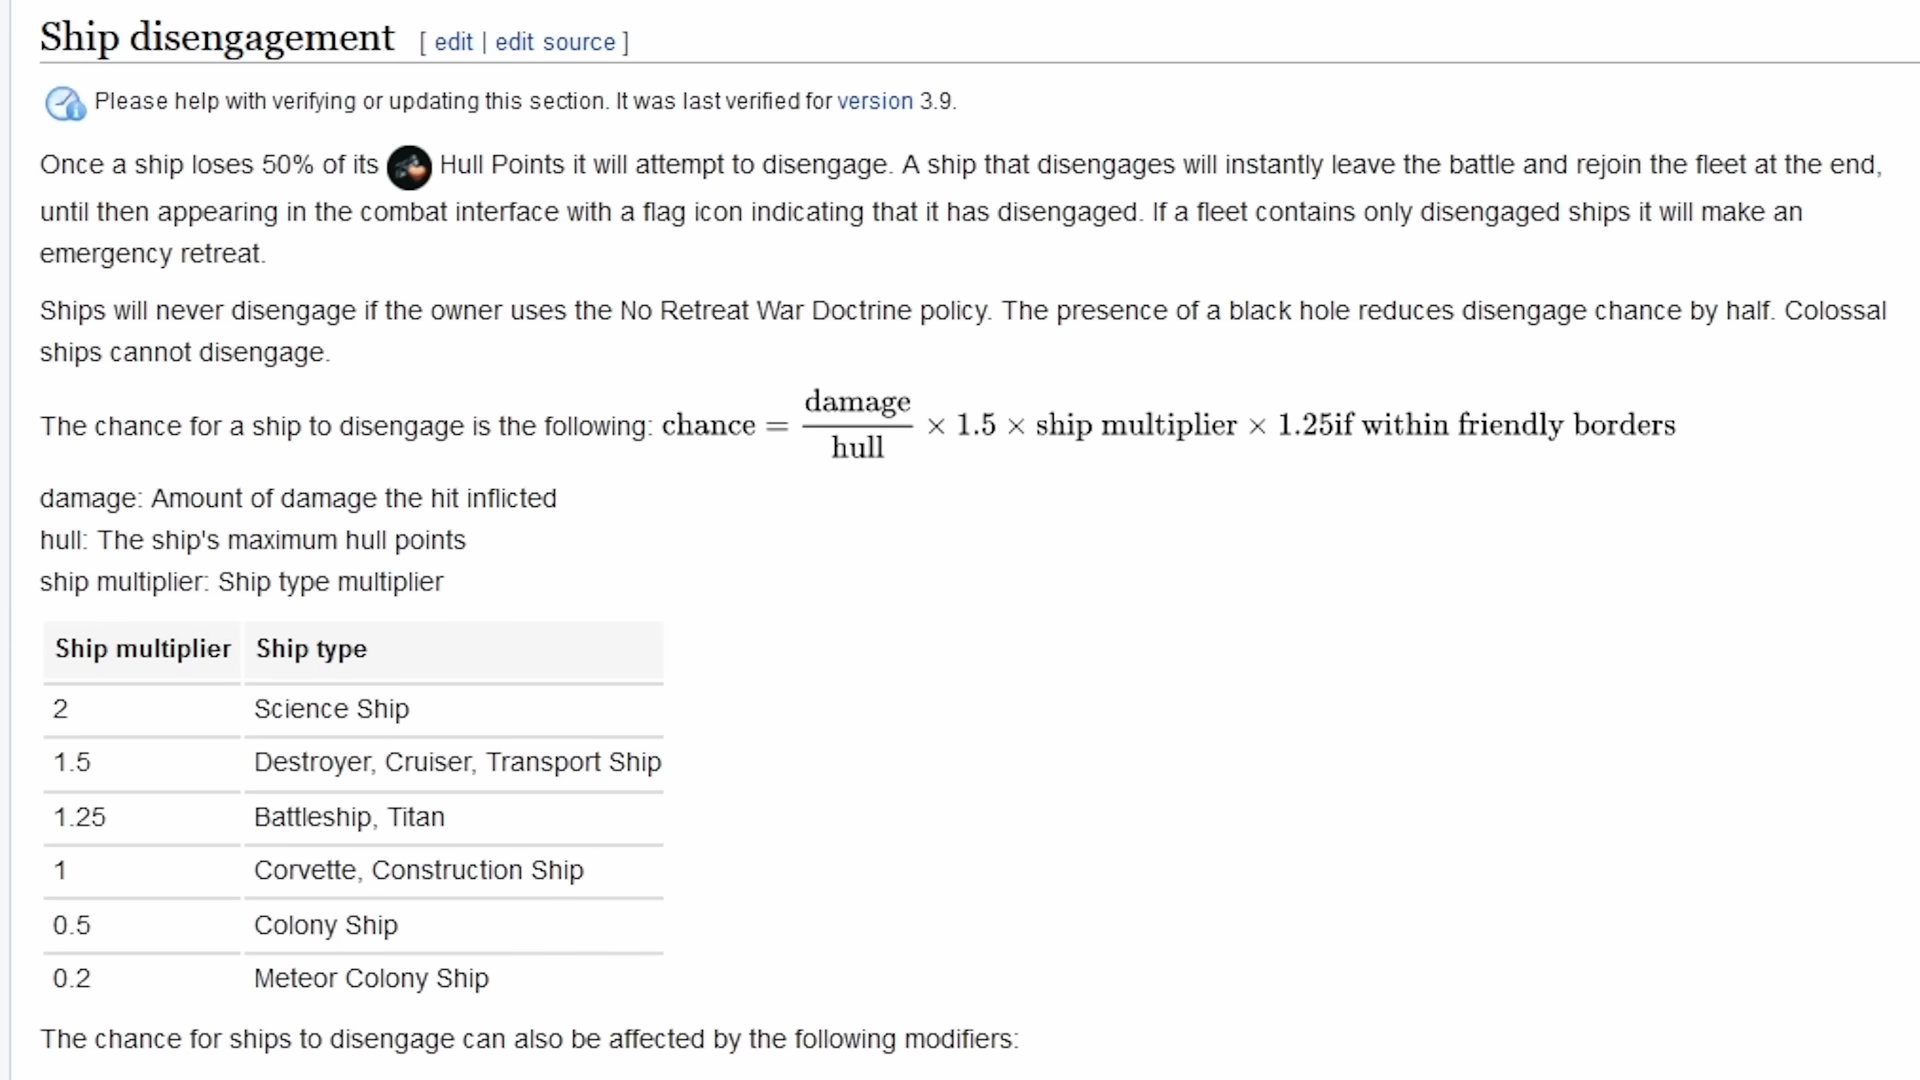 Ship disengagement [ edit | edit source ]
Please help with verifying or updating this section. It was last verified for version 3.9.
Once a ship loses 50% of its Hull Points it will attempt to disengage. A ship that disengages will instantly leave the battle and rejoin the fleet at the end,
until then appearing in the combat interface with a flag icon indicating that it has disengaged. If a fleet contains only disengaged ships it will make an
emergency retreat.
Ships will never disengage if the owner uses the No Retreat War Doctrine policy. The presence of a black hole reduces disengage chance by half. Colossal
ships cannot disengage.
The chance for a ship to disengage is the following: chance = damage / hull × 1.5 × ship multiplier × 1.25if within friendly borders
damage: Amount of damage the hit inflicted
hull: The ship's maximum hull points
ship multiplier: Ship type multiplier
Ship multiplier Ship type
2 Science Ship
1.5 Destroyer, Cruiser, Transport Ship
1.25 Battleship, Titan
1 Corvette, Construction Ship
0.5 Colony Ship
0.2 Meteor Colony Ship
The chance for ships to disengage can also be affected by the following modifiers: